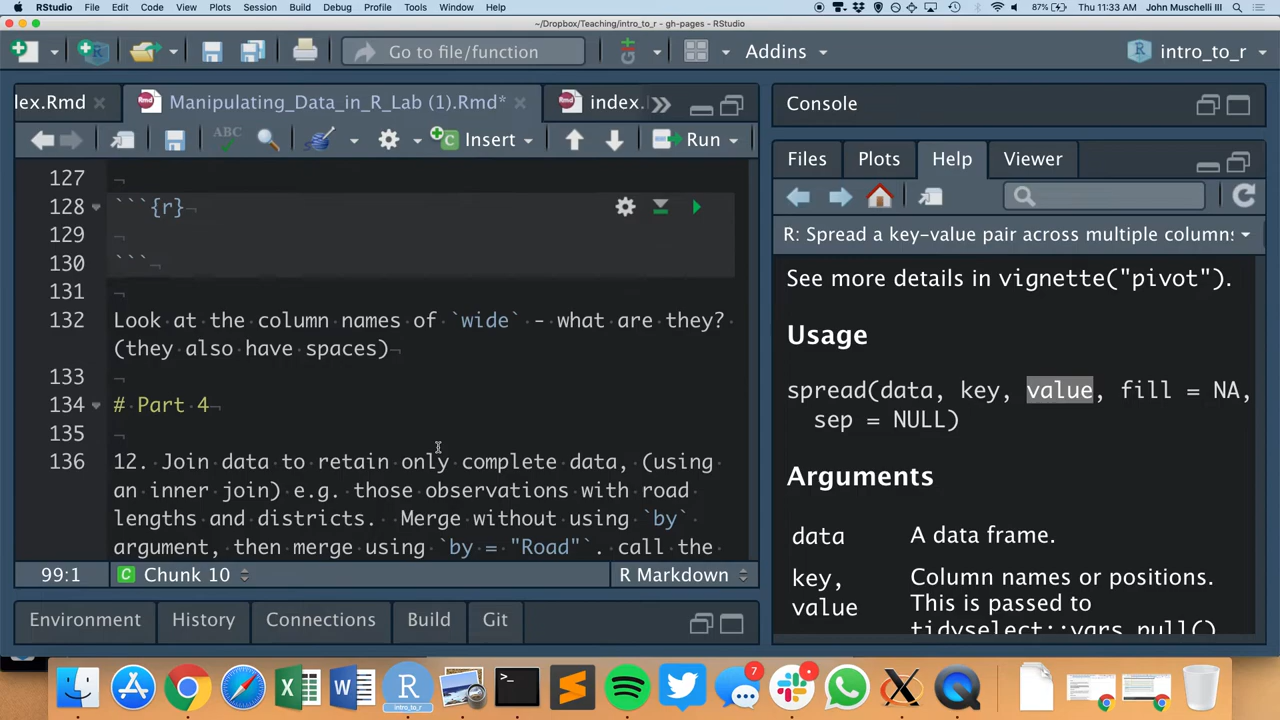 RStudio File Edit Code View Plots Session Build Debug Profile Tools Window Help 87% Thu 11:33 AM John Muschelli III
~/Dropbox/Teaching/intro_to_r - gh-pages - RStudio
Go to file/function Addins intro_to_r
lex.Rmd Manipulating_Data_in_R_Lab (1).Rmd* index. Console
ABC Insert Run
Files Plots Help Viewer
R: Spread a key-value pair across multiple columns
127
128 ```{r}
129
130 ```
131
132 Look at the column names of `wide` - what are they?
(they also have spaces)
133
134 # Part 4
135
136 12. Join data to retain only complete data, (using
an inner join) e.g. those observations with road
lengths and districts. Merge without using `by`
argument, then merge using `by = "Road"`. call the
99:1 Chunk 10 R Markdown
See more details in vignette("pivot").
Usage
spread(data, key, value, fill = NA,
sep = NULL)
Arguments
data A data frame.
key, Column names or positions.
value This is passed to
tidyselect::vars_pull()
Environment History Connections Build Git
7
intro_to_r